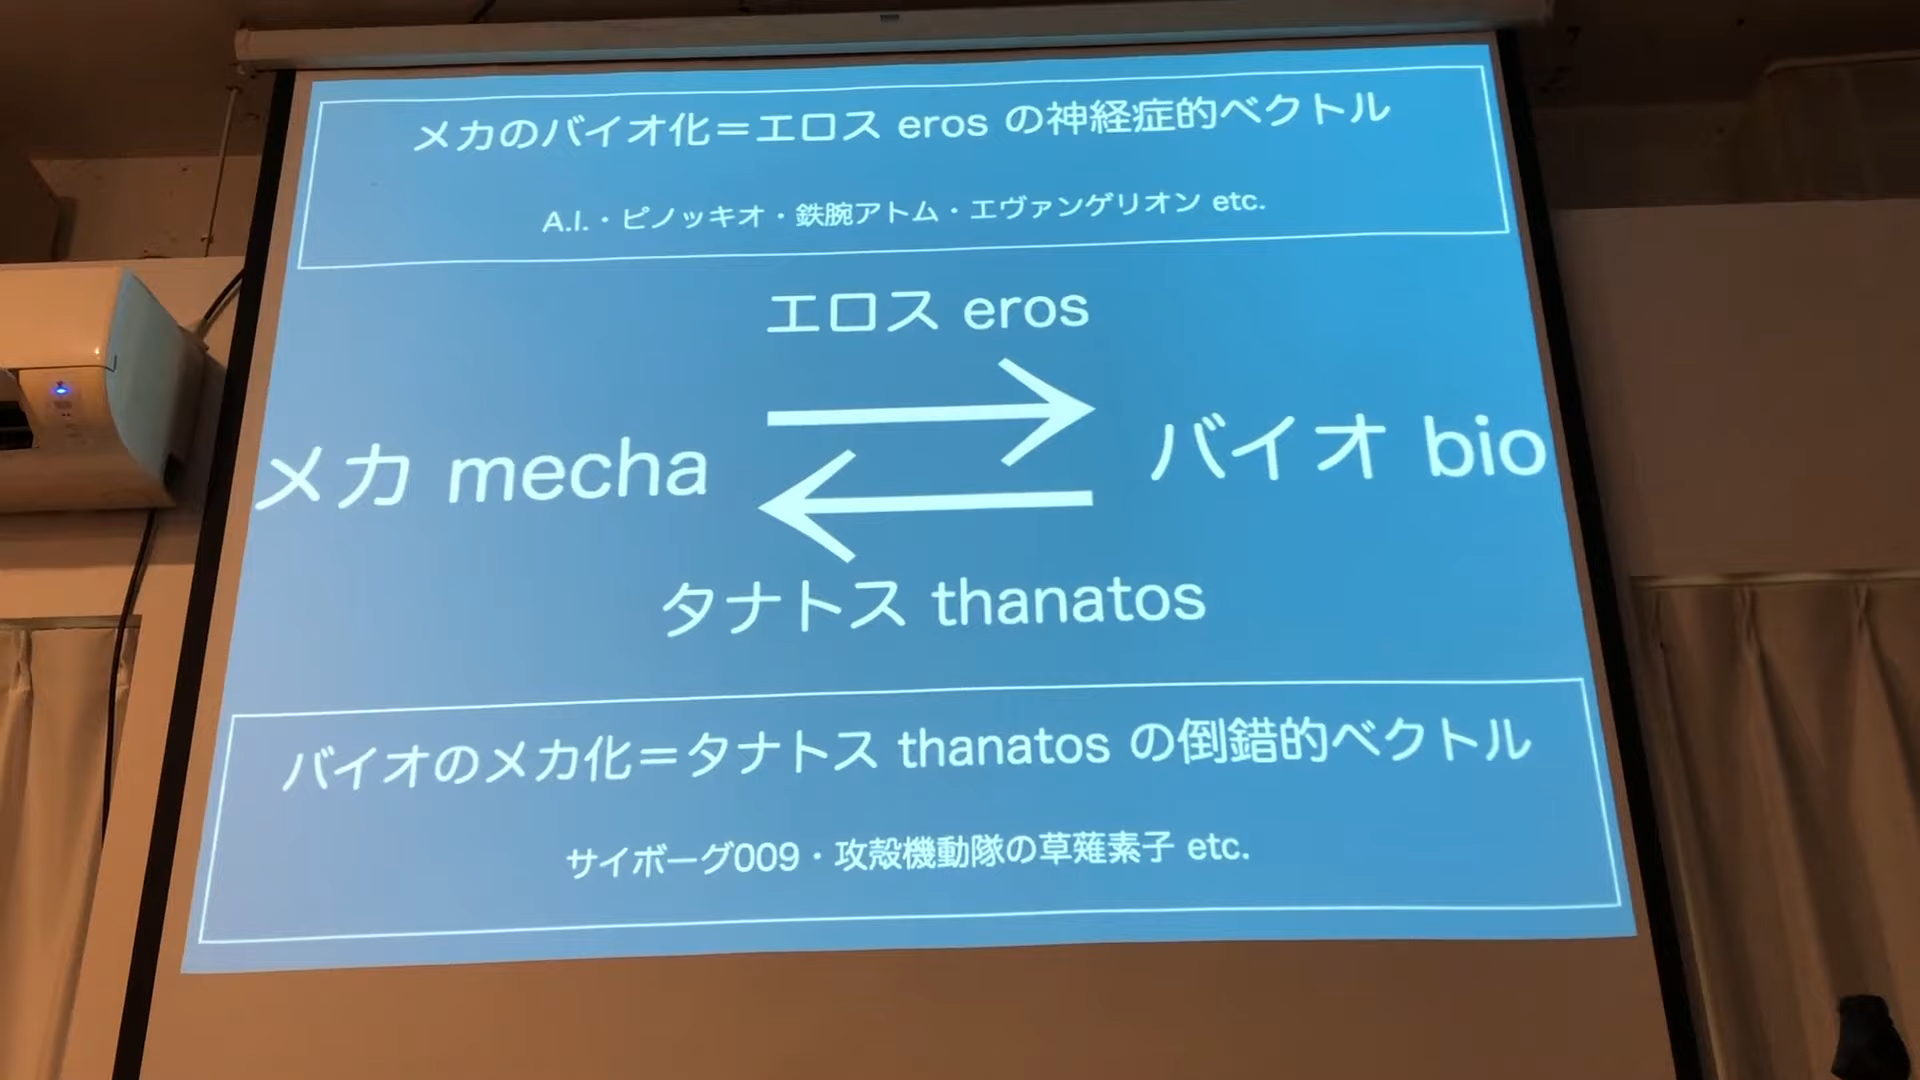 メカのバイオ化＝エロス eros の神経症的ベクトル
A.I.・ピノッキオ・鉄腕アトム・エヴァンゲリオン etc.
エロス eros
メカ mecha
バイオ bio
タナトス thanatos
バイオのメカ化＝タナトス thanatos の倒錯的ベクトル
サイボーグ009・攻殻機動隊の草薙素子 etc.